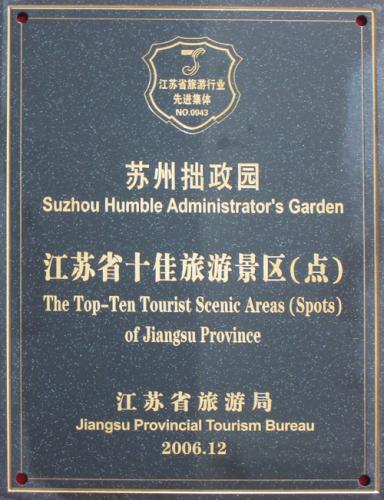 江苏省旅游行业
先进集体
NO.0043
苏州拙政园
Suzhou Humble Administrator's Garden
江苏省十佳旅游景区(点)
The Top-Ten Tourist Scenic Areas (Spots)
of Jiangsu Province
江苏省旅游局
Jiangsu Provincial Tourism Bureau
2006.12